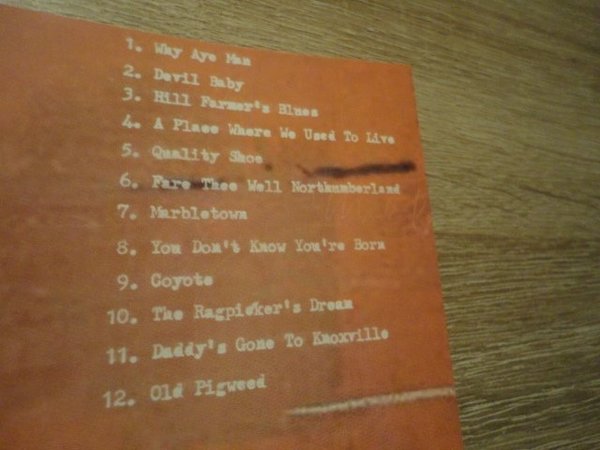 1. Why Aye Man
2. Devil Baby
3. Hill Farmer's Blues
4. A Place Where We Used To Live
5. Quality Shoe
6. Fare Thee Well Northumberland
7. Marbletown
8. You Don't Know You're Born
9. Coyote
10. The Ragpicker's Dream
11. Daddy's Gone To Knoxville
12. Old Pigweed